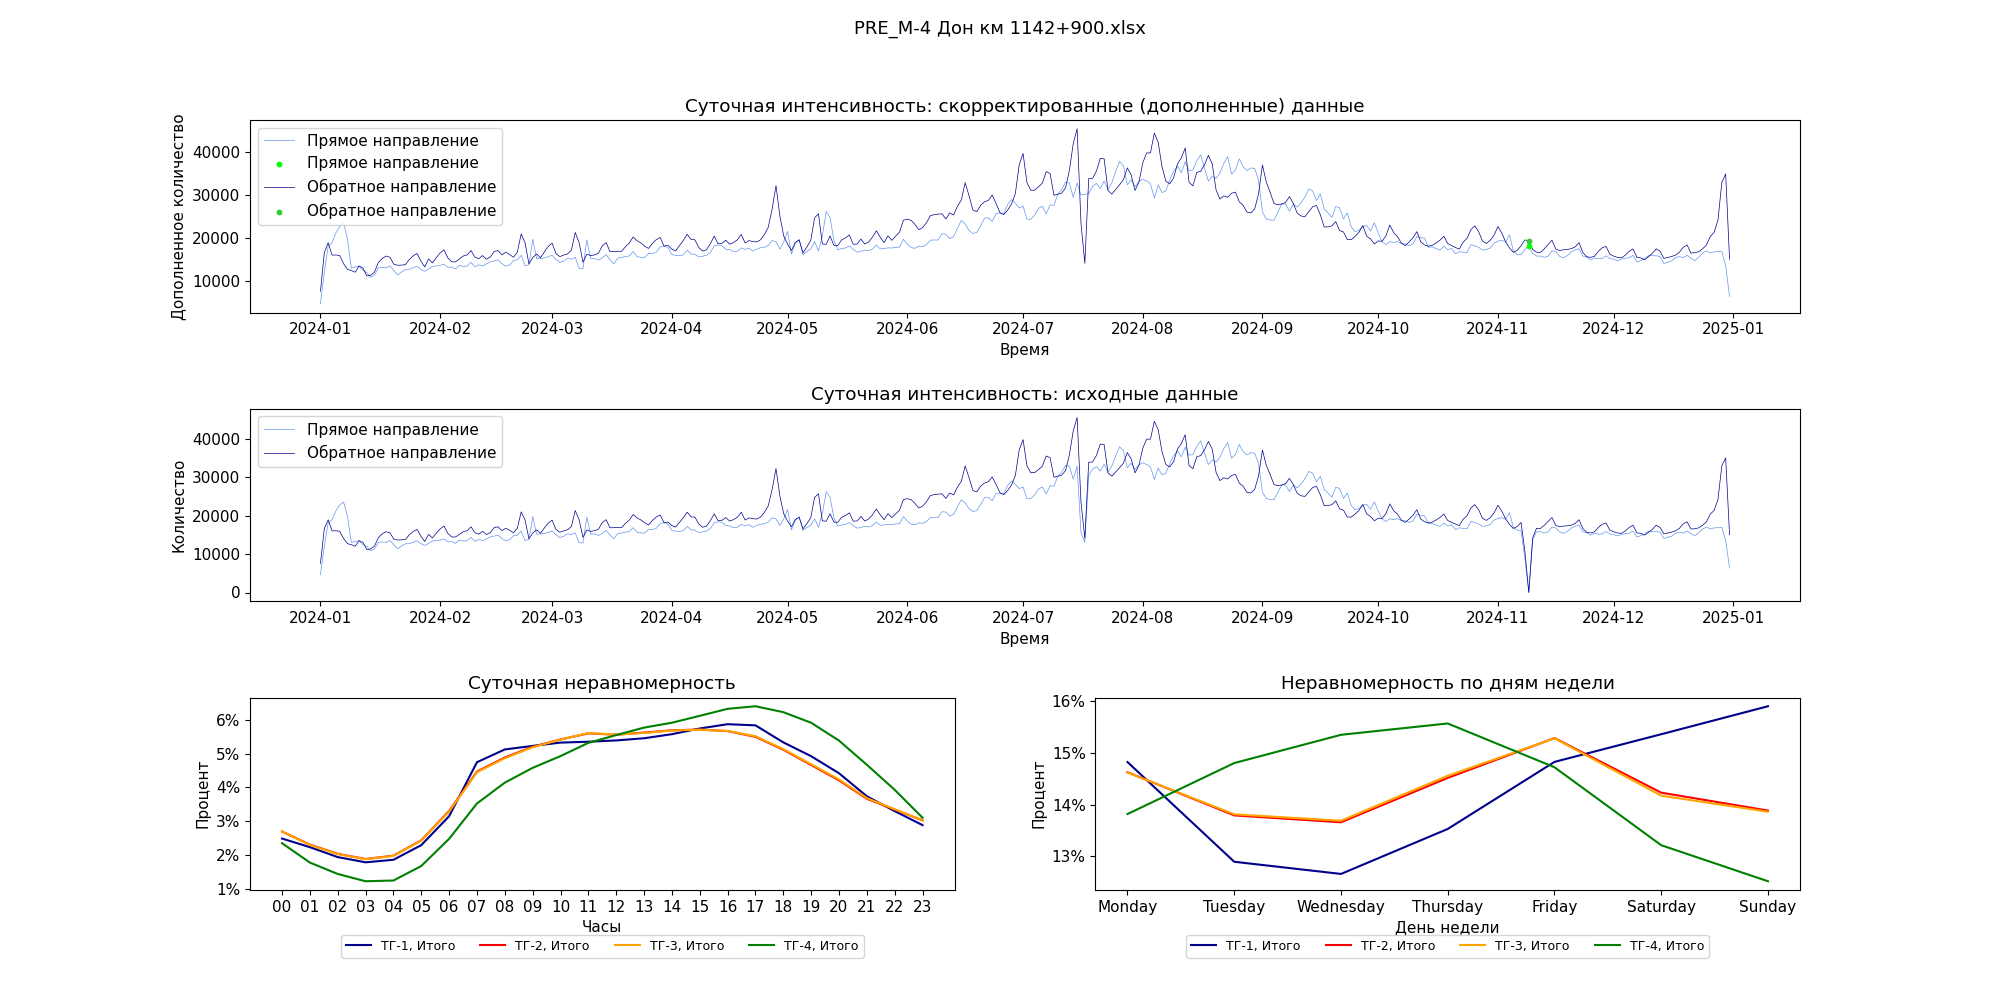 PRE_M-4 Дон км 1142+900.xlsx
Суточная интенсивность: скорректированные (дополненные) данные
Дополненное количество
40000
30000
20000
10000
Прямое направление
Прямое направление
Обратное направление
Обратное направление
2024-01 2024-02 2024-03 2024-04 2024-05 2024-06 2024-07 2024-08 2024-09 2024-10 2024-11 2024-12 2025-01
Время
Суточная интенсивность: исходные данные
Количество
40000
30000
20000
10000
0
Прямое направление
Обратное направление
2024-01 2024-02 2024-03 2024-04 2024-05 2024-06 2024-07 2024-08 2024-09 2024-10 2024-11 2024-12 2025-01
Время
Суточная неравномерность
Процент
6%
5%
4%
3%
2%
1%
00 01 02 03 04 05 06 07 08 09 10 11 12 13 14 15 16 17 18 19 20 21 22 23
Часы
ТГ-1, Итого ТГ-2, Итого ТГ-3, Итого ТГ-4, Итого
Неравномерность по дням недели
Процент
16%
15%
14%
13%
Monday Tuesday Wednesday Thursday Friday Saturday Sunday
День недели
ТГ-1, Итого ТГ-2, Итого ТГ-3, Итого ТГ-4, Итого